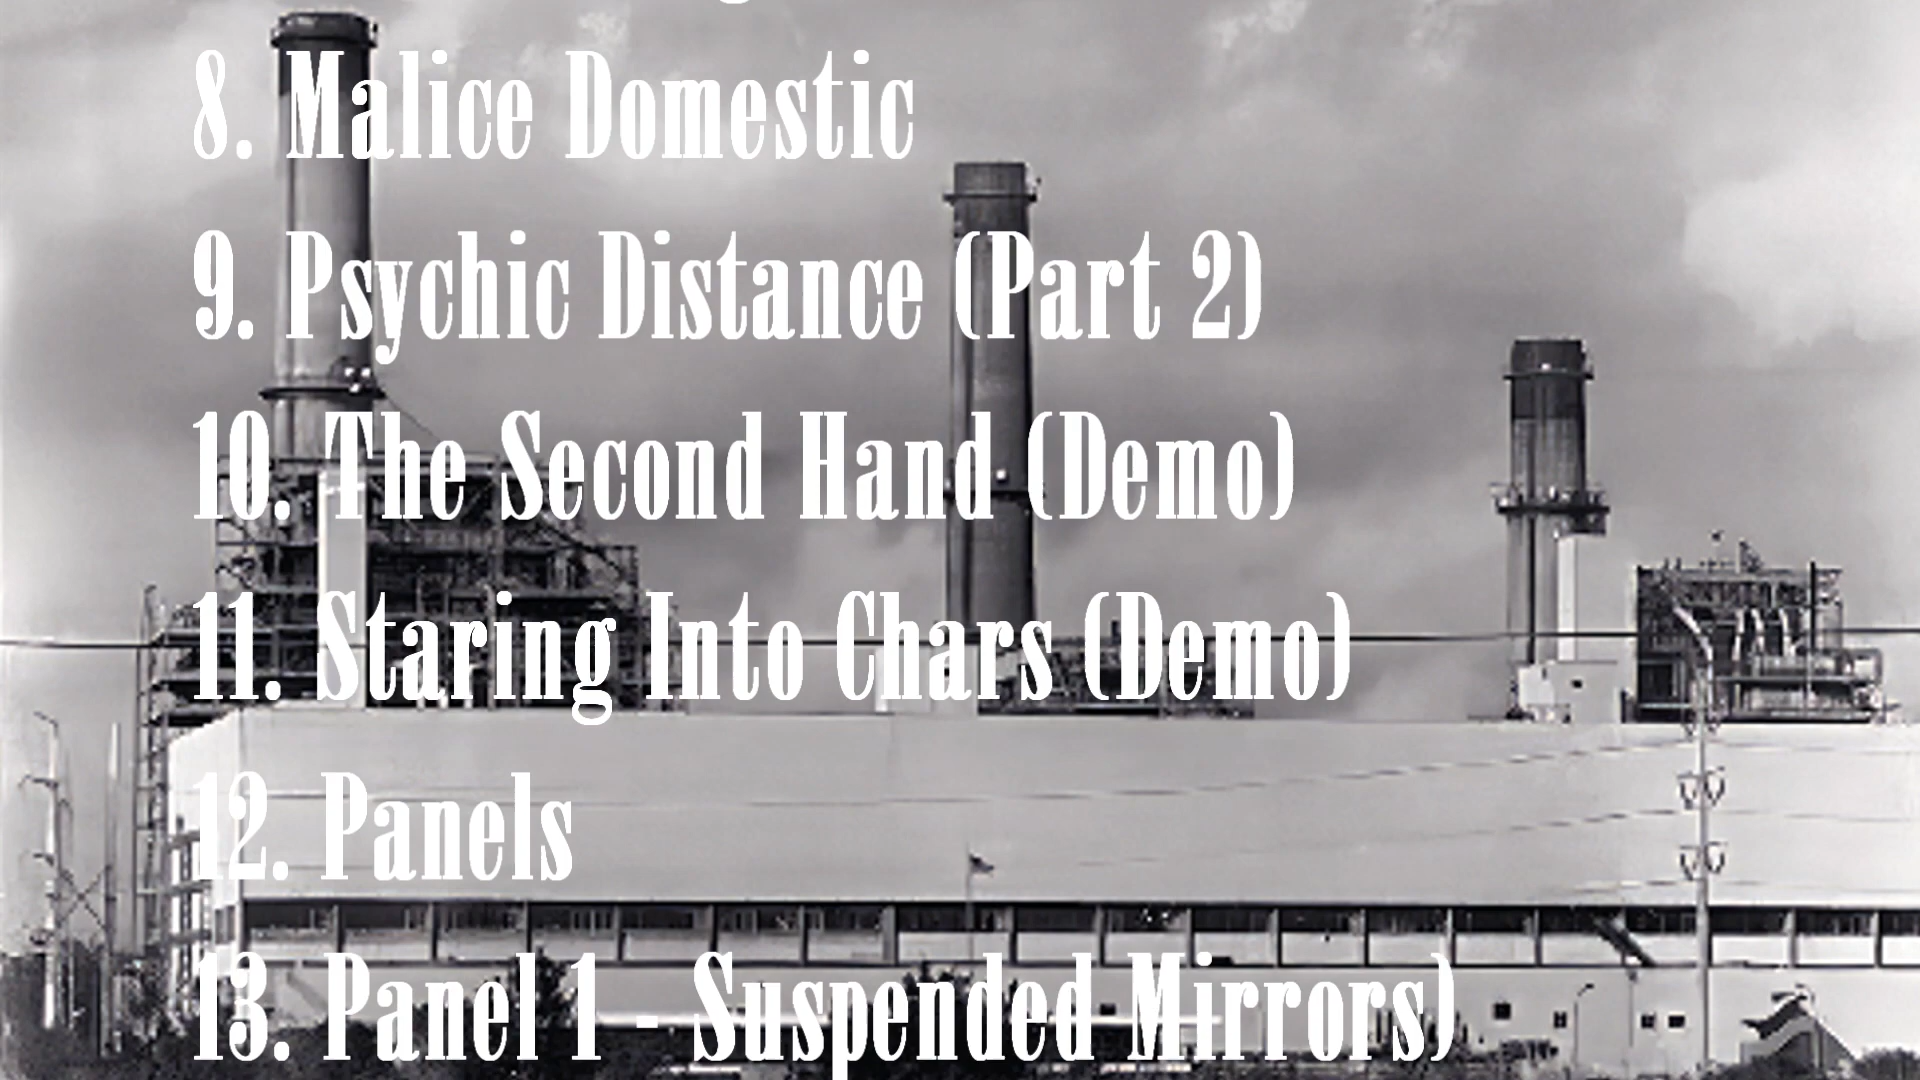 8. Malice Domestic
9. Psychic Distance (Part 2)
10. The Second Hand (Demo)
11. Staring Into Chars (Demo)
12. Panels
13. Panel 1 - Suspended Mirrors)